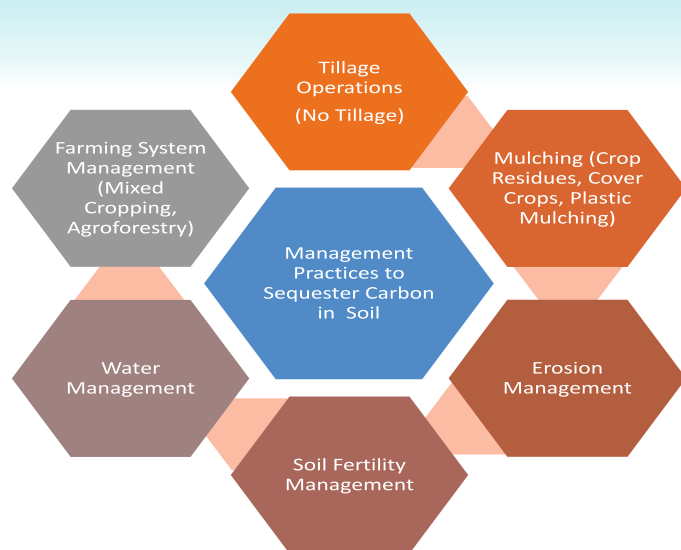 Tillage
Operations
(No Tillage)
Mulching (Crop
Residues, Cover
Crops, Plastic
Mulching)
Erosion
Management
Soil Fertility
Management
Water
Management
Farming System
Management
(Mixed
Cropping,
Agroforestry)
Management
Practices to
Sequester Carbon
in Soil